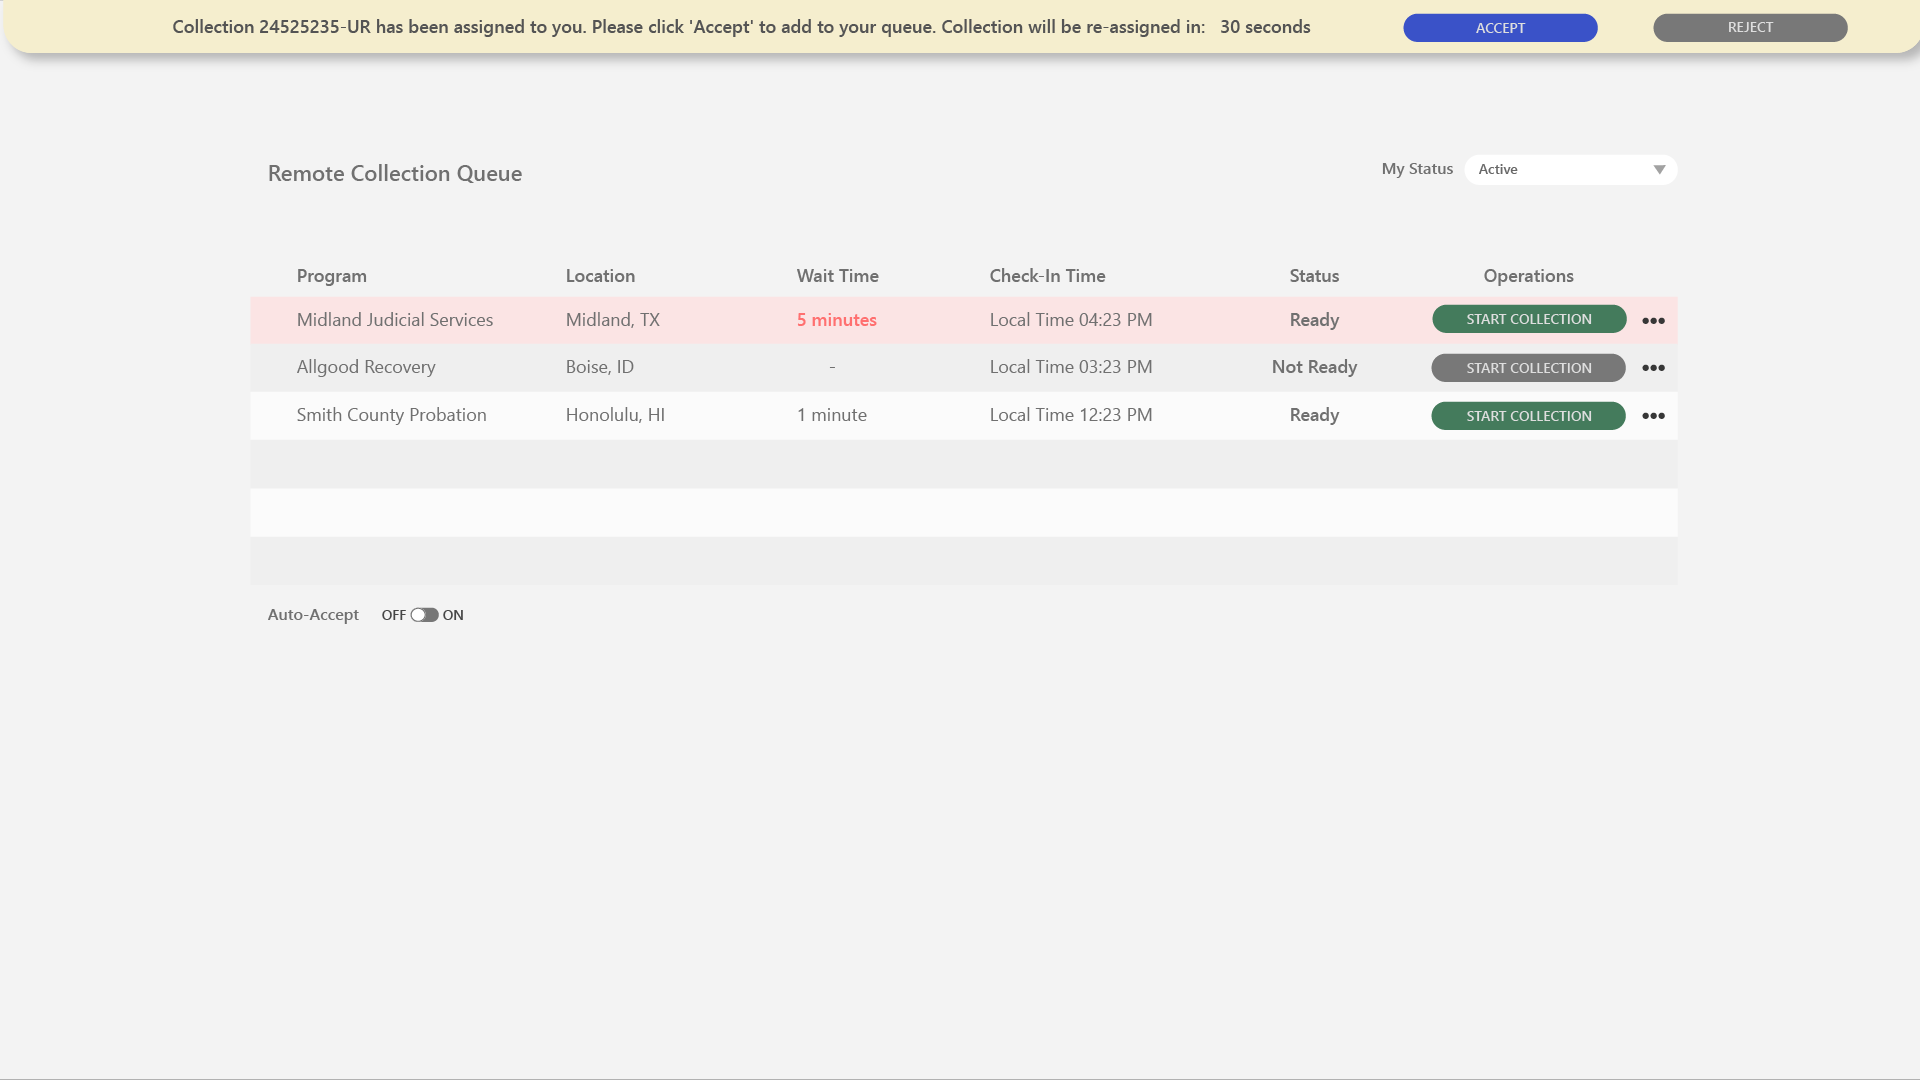 Collection 24525235-UR has been assigned to you. Please click 'Accept' to add to your queue. Collection will be re-assigned in: 30 seconds ACCEPT REJECT
Remote Collection Queue My Status Active
Program Location Wait Time Check-In Time Status Operations
Midland Judicial Services Midland, TX 5 minutes Local Time 04:23 PM Ready START COLLECTION
Allgood Recovery Boise, ID - Local Time 03:23 PM Not Ready START COLLECTION
Smith County Probation Honolulu, HI 1 minute Local Time 12:23 PM Ready START COLLECTION
Auto-Accept OFF ON